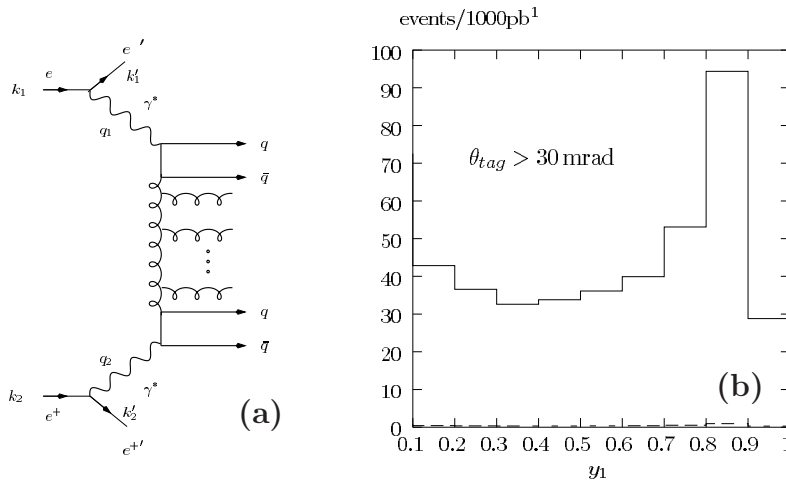 e ′
e
k′₁
k₁
γ*
q₁
q
q̄
q
q̄
q₂
γ*
k₂
e⁺
k′₂
e⁺′
(a)
events/1000pb¹
100
90
80
70
60
50
40
30
20
10
0
θ_tag > 30 mrad
(b)
0.1 0.2 0.3 0.4 0.5 0.6 0.7 0.8 0.9 1
y₁